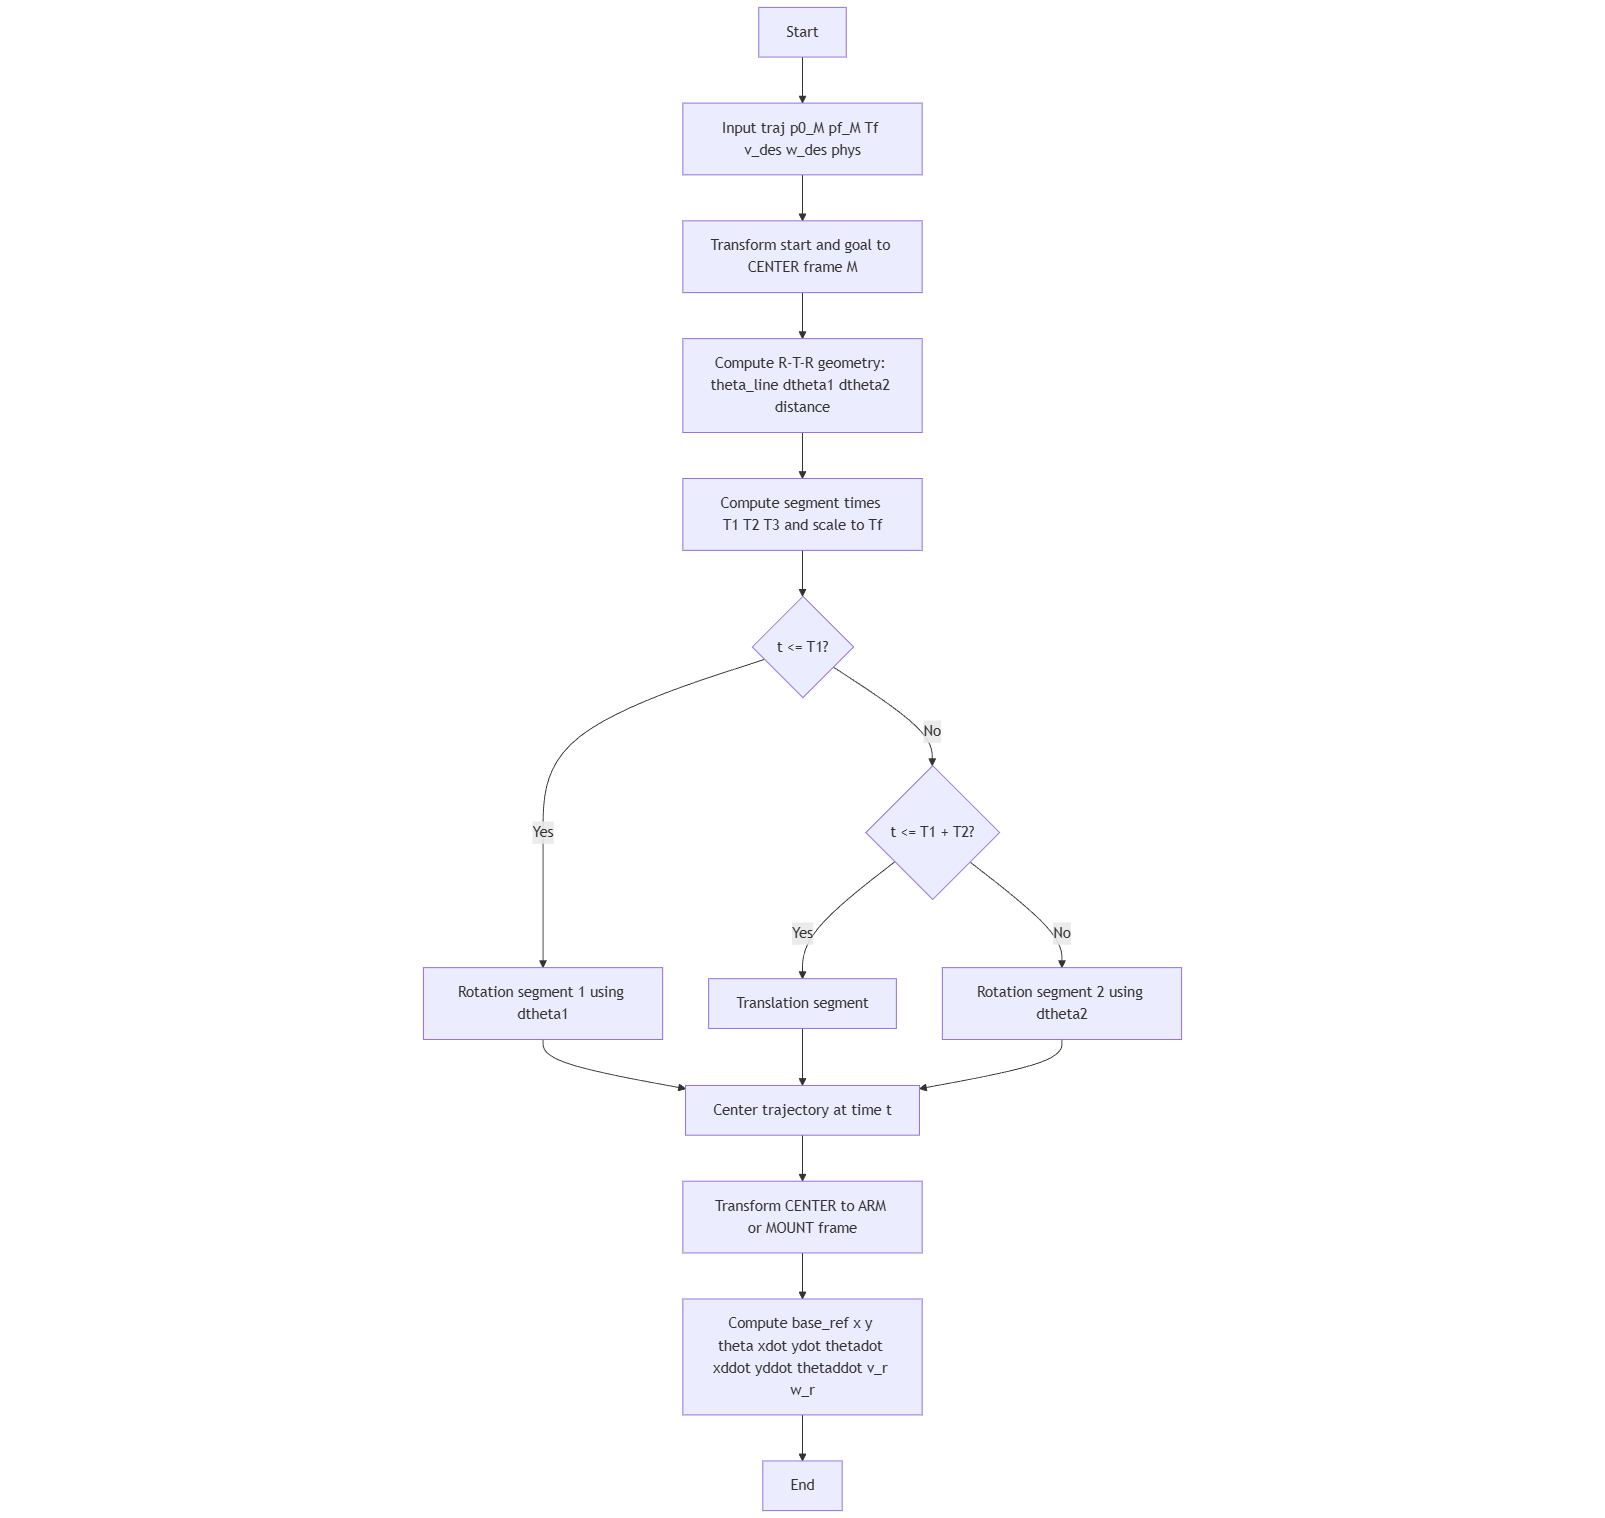 Start
Input traj p0_M pf_M Tf
v_des w_des phys
Transform start and goal to
CENTER frame M
Compute R-T-R geometry:
theta_line dtheta1 dtheta2
distance
Compute segment times
T1 T2 T3 and scale to Tf
t <= T1?
No
Yes
t <= T1 + T2?
Yes
No
Rotation segment 1 using
dtheta1
Translation segment
Rotation segment 2 using
dtheta2
Center trajectory at time t
Transform CENTER to ARM
or MOUNT frame
Compute base_ref x y
theta xdot ydot thetadot
xddot yddot thetaddot v_r
w_r
End